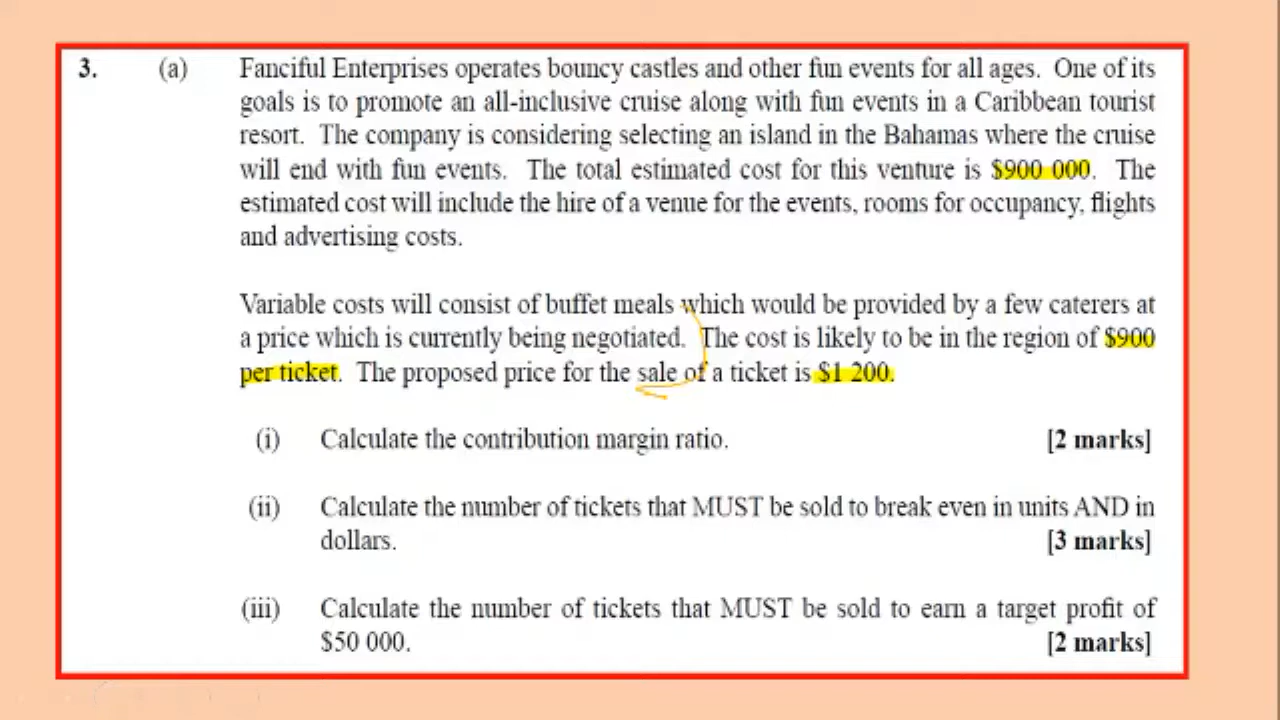 3. (a) Fanciful Enterprises operates bouncy castles and other fun events for all ages. One of its
goals is to promote an all-inclusive cruise along with fun events in a Caribbean tourist
resort. The company is considering selecting an island in the Bahamas where the cruise
will end with fun events. The total estimated cost for this venture is $900 000. The
estimated cost will include the hire of a venue for the events, rooms for occupancy, flights
and advertising costs.
Variable costs will consist of buffet meals which would be provided by a few caterers at
a price which is currently being negotiated. The cost is likely to be in the region of $900
per ticket. The proposed price for the sale of a ticket is $1 200.
(i) Calculate the contribution margin ratio. [2 marks]
(ii) Calculate the number of tickets that MUST be sold to break even in units AND in
dollars. [3 marks]
(iii) Calculate the number of tickets that MUST be sold to earn a target profit of
$50 000. [2 marks]